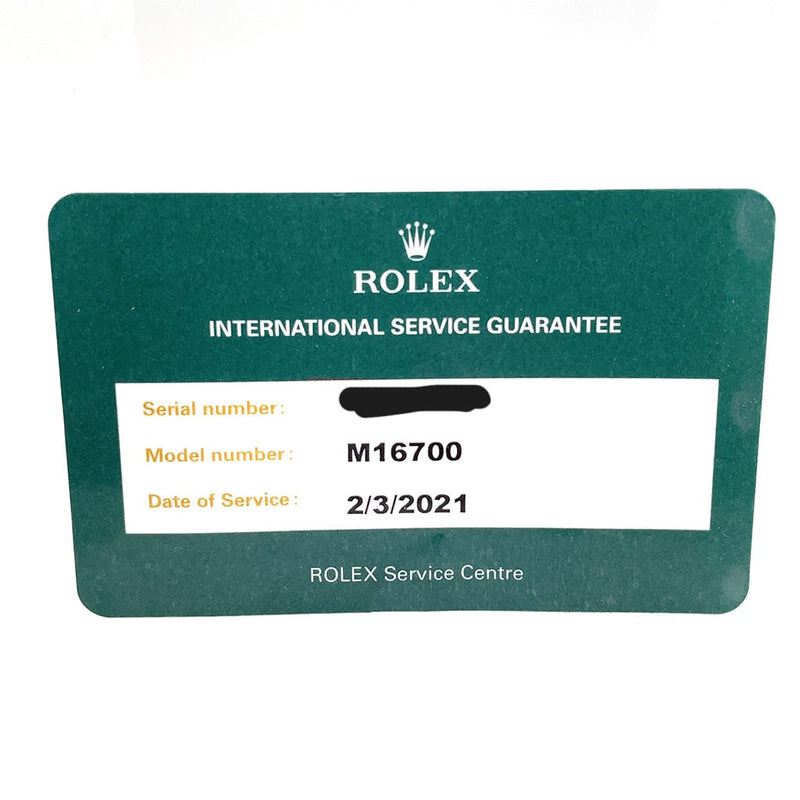 ROLEX
INTERNATIONAL SERVICE GUARANTEE
Serial number:
Model number: M16700
Date of Service: 2/3/2021
ROLEX Service Centre